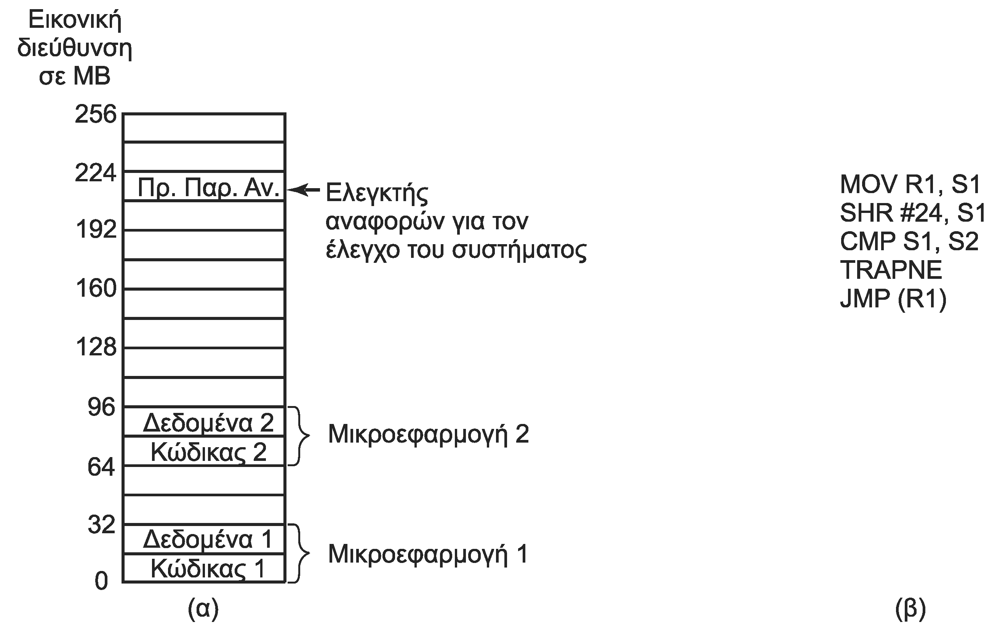 Εικονική
διεύθυνση
σε MB
256
224
Πρ. Παρ. Αν.
Ελεγκτής
αναφορών για τον
έλεγχο του συστήματος
192
160
128
96
Δεδομένα 2
Κώδικας 2
Μικροεφαρμογή 2
64
32
Δεδομένα 1
Κώδικας 1
Μικροεφαρμογή 1
0
(α)
MOV R1, S1
SHR #24, S1
CMP S1, S2
TRAPNE
JMP (R1)
(β)